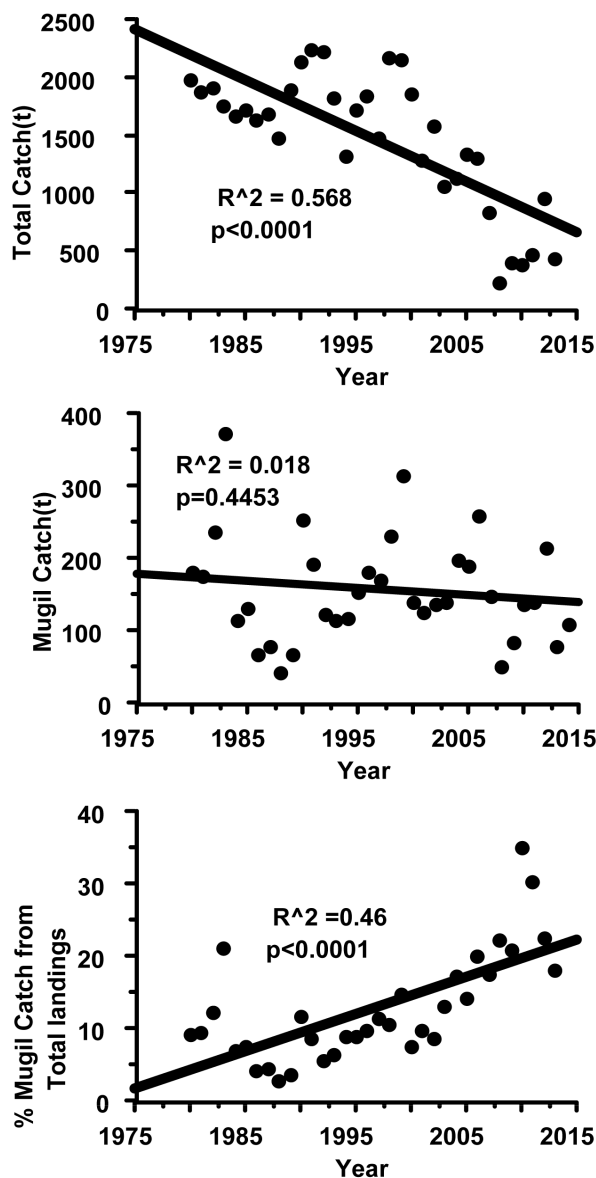 2500
2000
1500
1000
500
0
Total Catch(t)
R^2 = 0.568
p<0.0001
1975 1985 1995 2005 2015
Year
400
300
200
100
0
Mugil Catch(t)
R^2 = 0.018
p=0.4453
1975 1985 1995 2005 2015
Year
40
30
20
10
0
% Mugil Catch from
Total landings
R^2 =0.46
p<0.0001
1975 1985 1995 2005 2015
Year